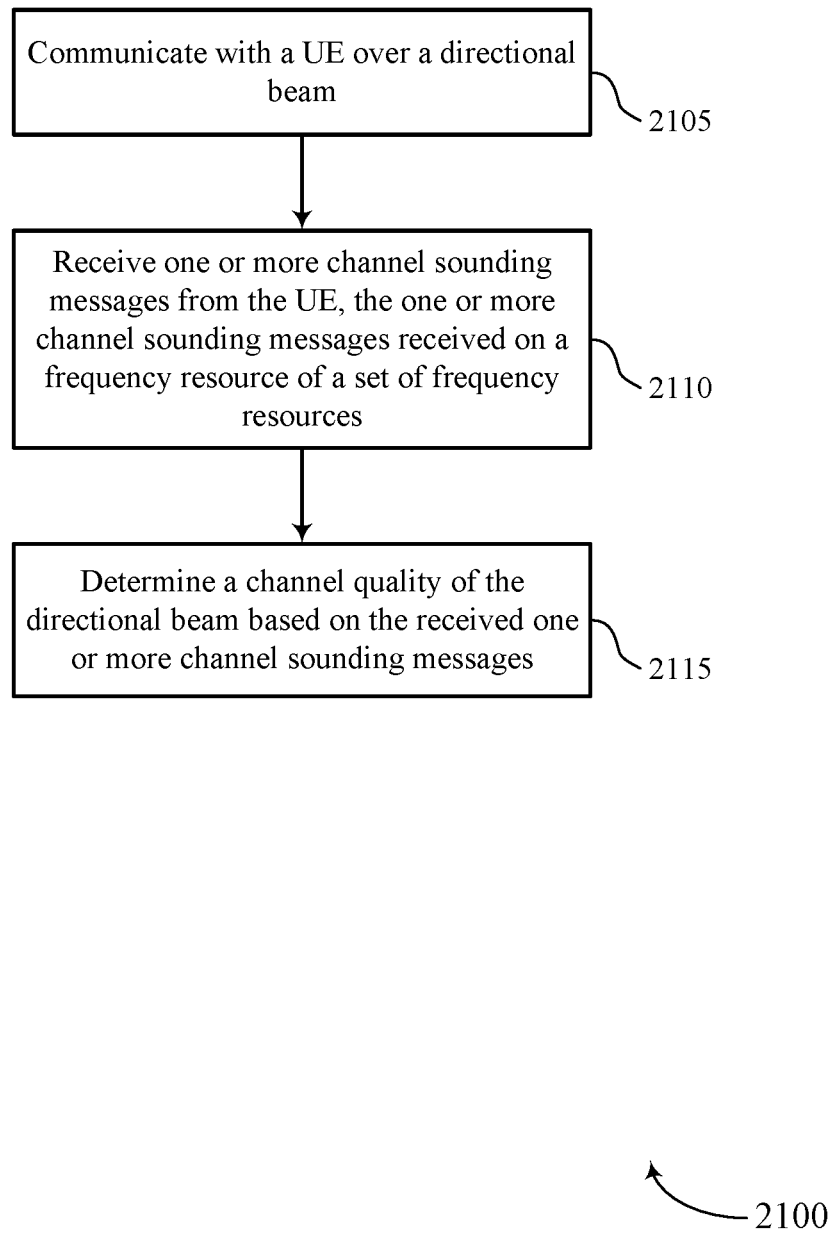 Communicate with a UE over a directional
beam
2105
Receive one or more channel sounding
messages from the UE, the one or more
channel sounding messages received on a
frequency resource of a set of frequency
resources
2110
Determine a channel quality of the
directional beam based on the received one
or more channel sounding messages
2115
2100